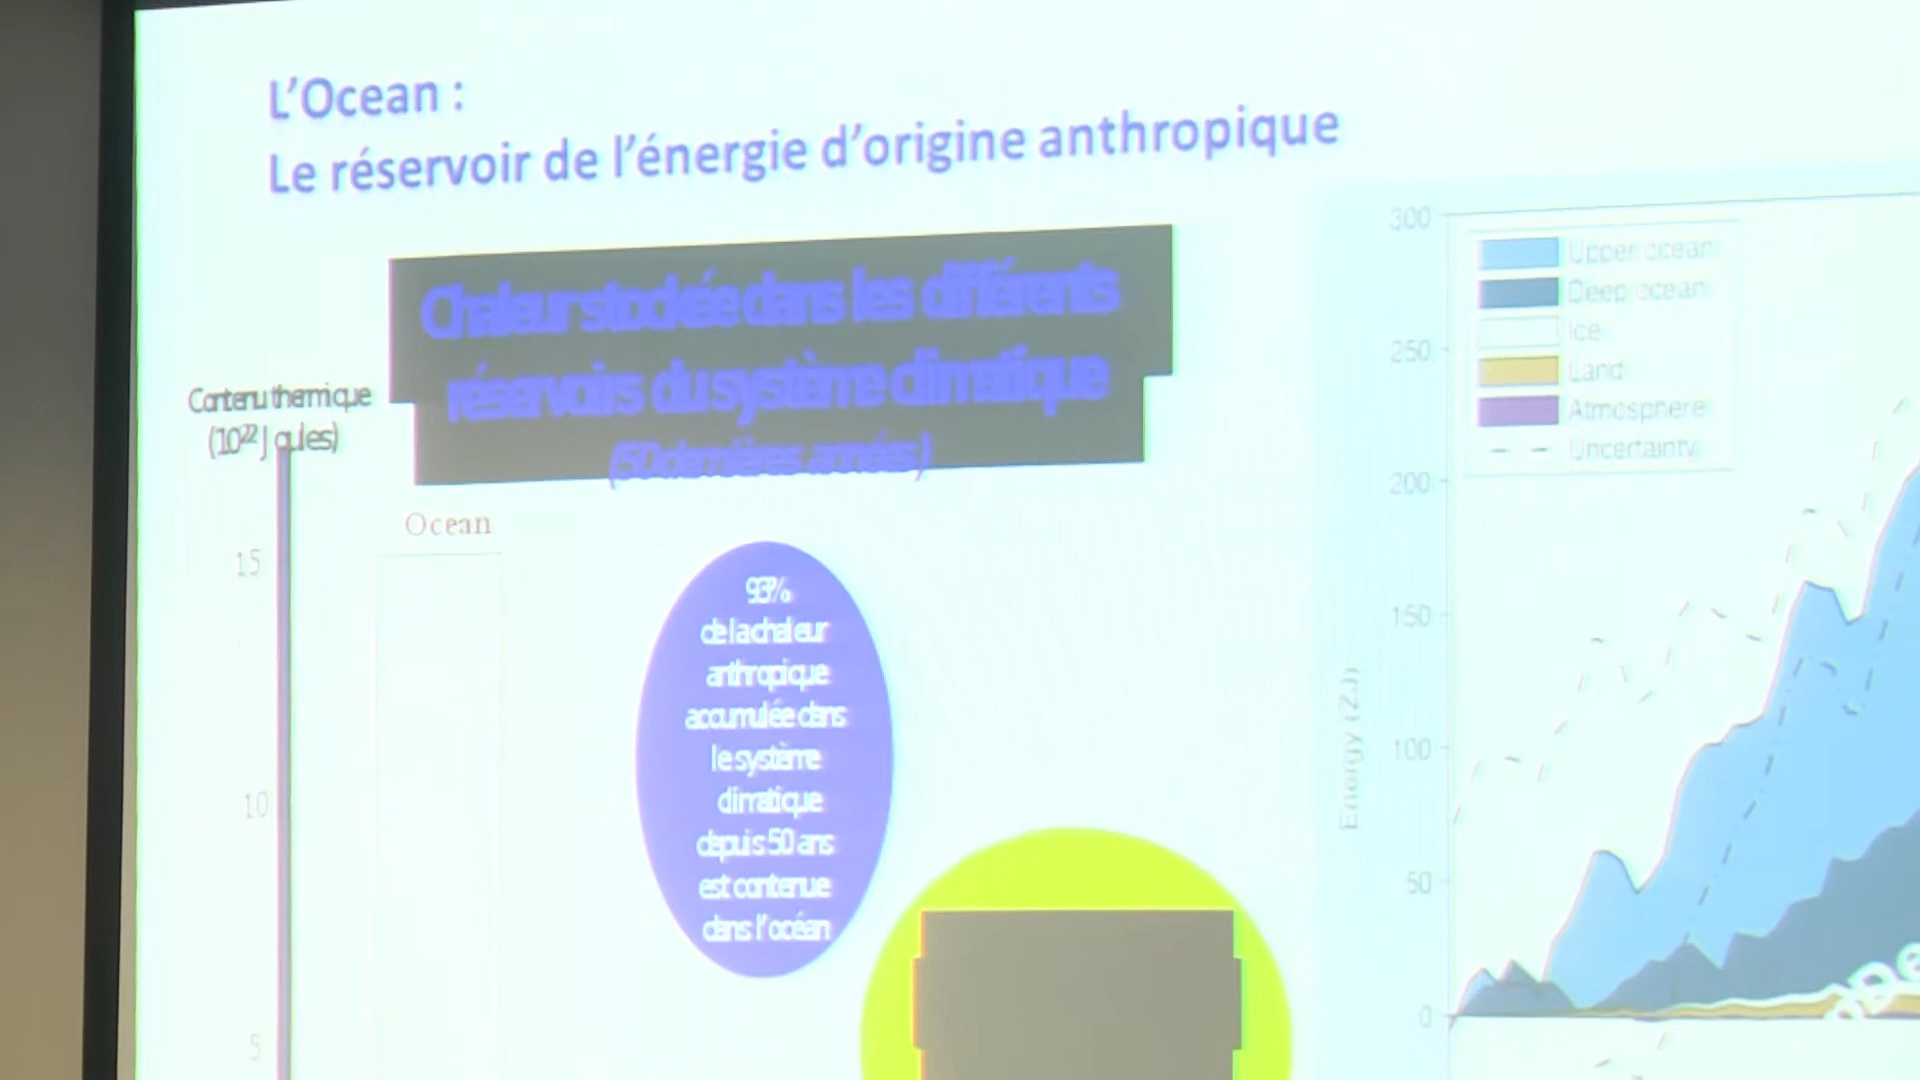 L'Ocean :
Le réservoir de l'énergie d'origine anthropique
Chaleur stockée dans les différents
réservoirs du système climatique
(50 dernières années)
Contenu thermique
(10²² Joules)
Ocean
15
10
5
93%
de la chaleur
anthropique
accumulée dans
le système
climatique
depuis 50 ans
est contenue
dans l'océan
300
250
200
150
100
50
0
Energy (ZJ)
Upper ocean
Deep ocean
Ice
Land
Atmosphere
Uncertainty